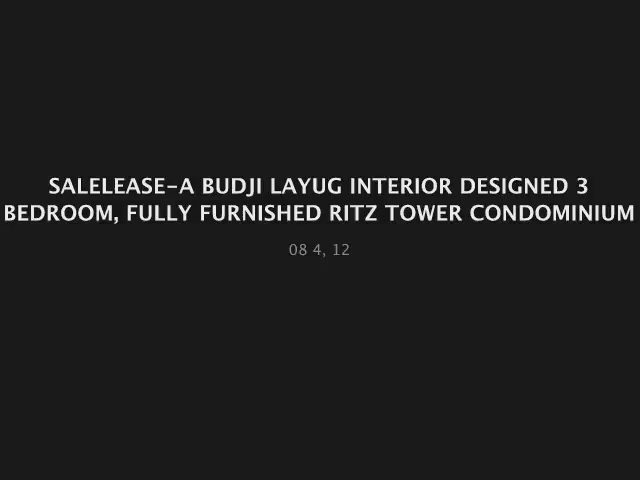 SALELEASE-A BUDJI LAYUG INTERIOR DESIGNED 3
BEDROOM, FULLY FURNISHED RITZ TOWER CONDOMINIUM
08 4, 12